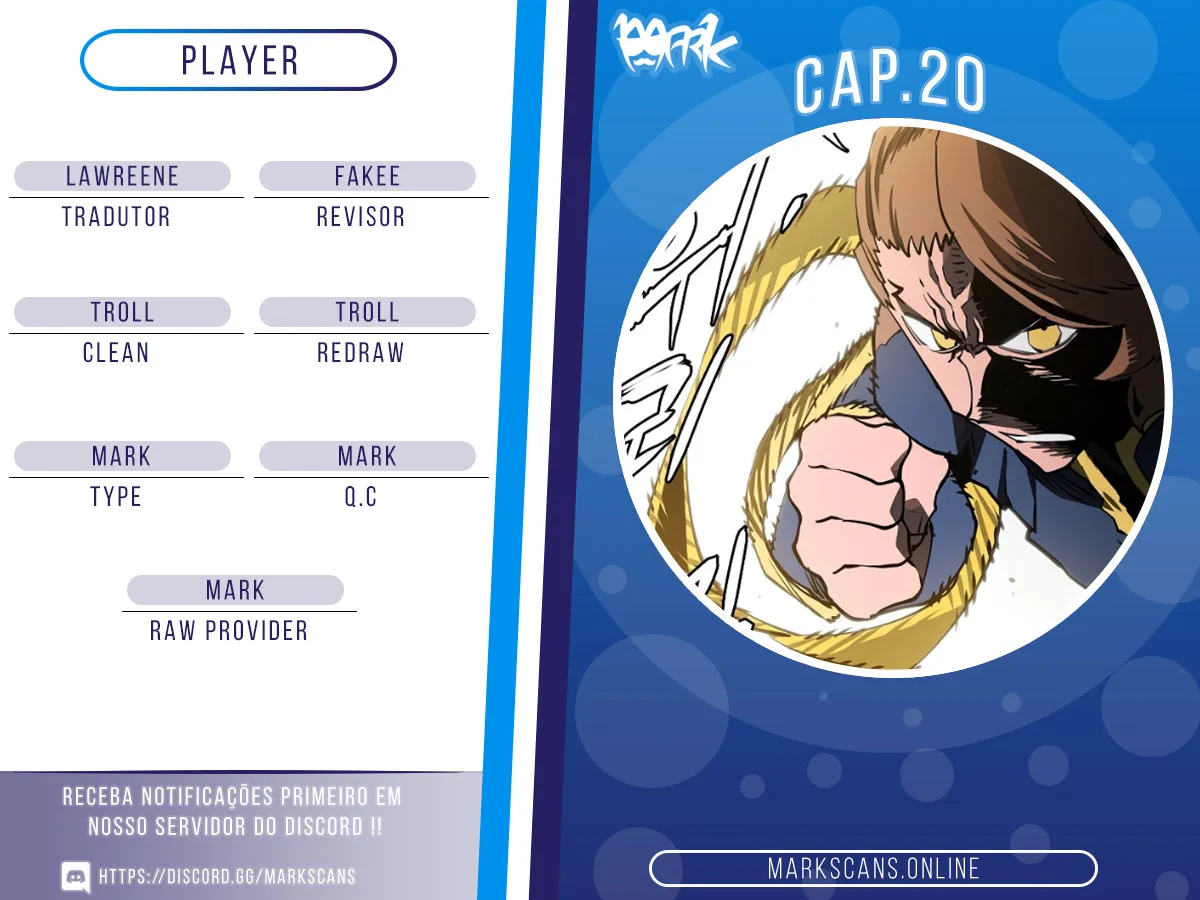 PLAYER
LAWREENE
TRADUTOR
FAKEE
REVISOR
TROLL
CLEAN
TROLL
REDRAW
MARK
TYPE
MARK
Q.C
MARK
RAW PROVIDER
RECEBA NOTIFICAÇÕES PRIMEIRO EM
NOSSO SERVIDOR DO DISCORD !!
HTTPS://DISCORD.GG/MARKSCANS
MARK
CAP.20
MARKSCANS.ONLINE